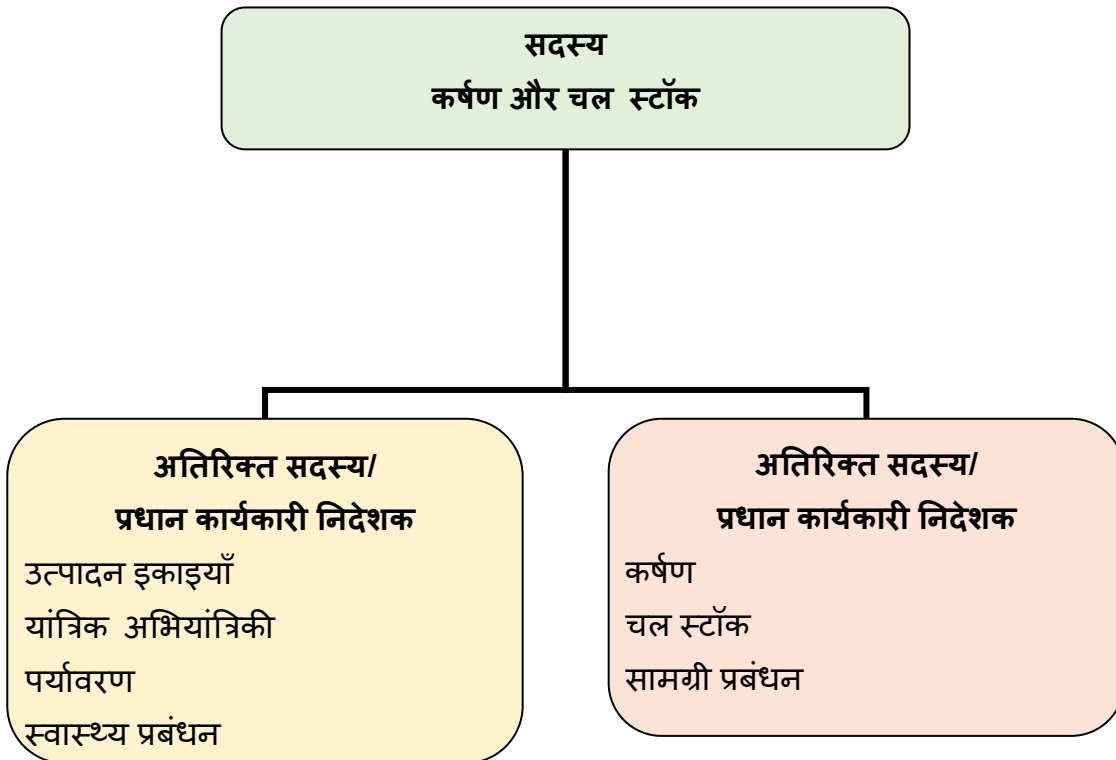 सदस्य
कर्षण और चल स्टॉक
अतिरिक्त सदस्य/
प्रधान कार्यकारी निदेशक
उत्पादन इकाइयाँ
यांत्रिक अभियांत्रिकी
पर्यावरण
स्वास्थ्य प्रबंधन
अतिरिक्त सदस्य/
प्रधान कार्यकारी निदेशक
कर्षण
चल स्टॉक
सामग्री प्रबंधन